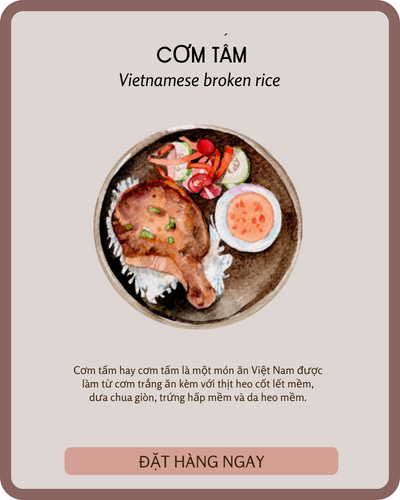 CƠM TẤM
Vietnamese broken rice
Cơm tấm hay cơm tấm là một món ăn Việt Nam được
làm từ cơm trắng ăn kèm với thịt heo cốt lết mềm,
dưa chua giòn, trứng hấp mềm và da heo mềm.
ĐẶT HÀNG NGAY